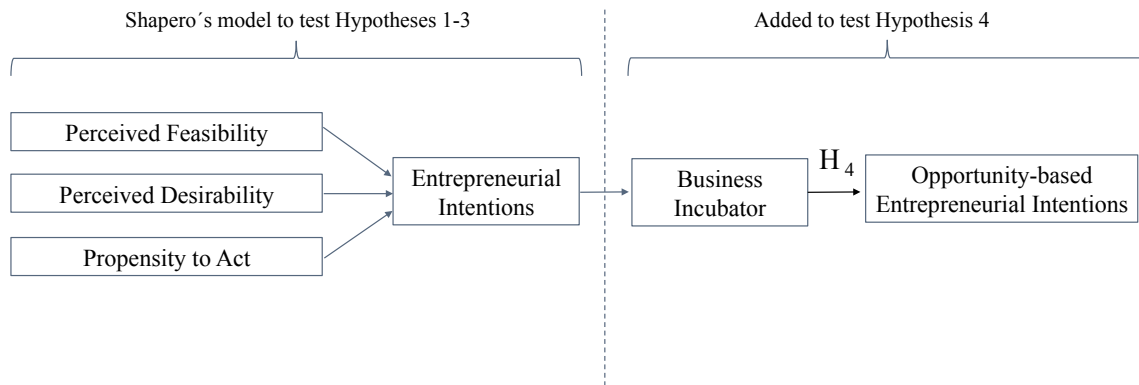 Shapero´s model to test Hypotheses 1-3
Added to test Hypothesis 4
Perceived Feasibility
Perceived Desirability
Propensity to Act
Entrepreneurial
Intentions
Business
Incubator
H 4
Opportunity-based
Entrepreneurial Intentions